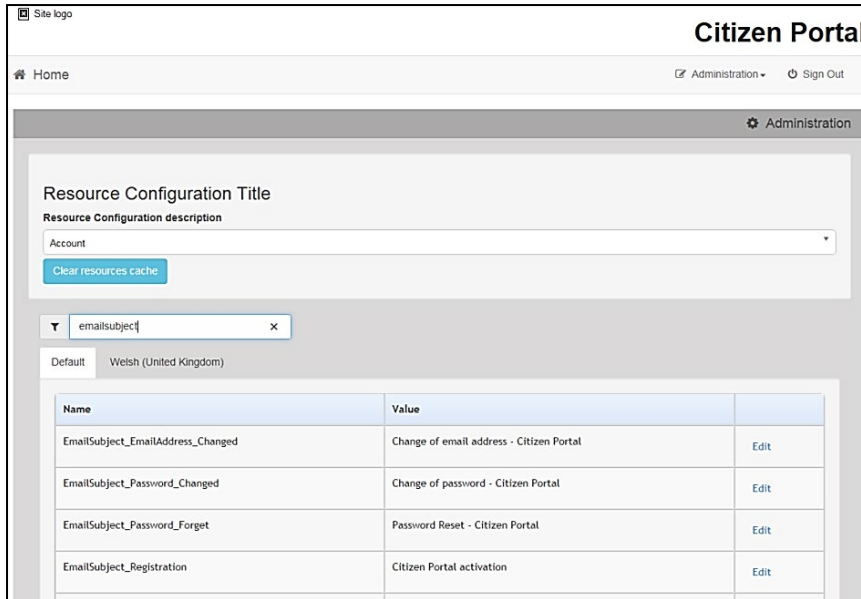 Site logo
Citizen Portal
Home
Administration
Sign Out
Administration
Resource Configuration Title
Resource Configuration description
Account
Clear resources cache
emailsubject
Default Welsh (United Kingdom)
Name Value
EmailSubject_EmailAddress_Changed Change of email address - Citizen Portal Edit
EmailSubject_Password_Changed Change of password - Citizen Portal Edit
EmailSubject_Password_Forget Password Reset - Citizen Portal Edit
EmailSubject_Registration Citizen Portal activation Edit